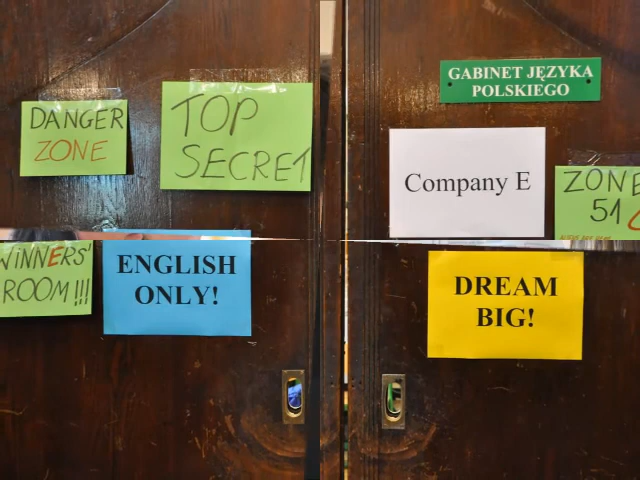 DANGER
ZONE
TOP
SECRET
GABINET JĘZYKA
POLSKIEGO
Company E
ZONE
51
WiNNERS'
ROOM!!!
ENGLISH
ONLY!
DREAM
BIG!